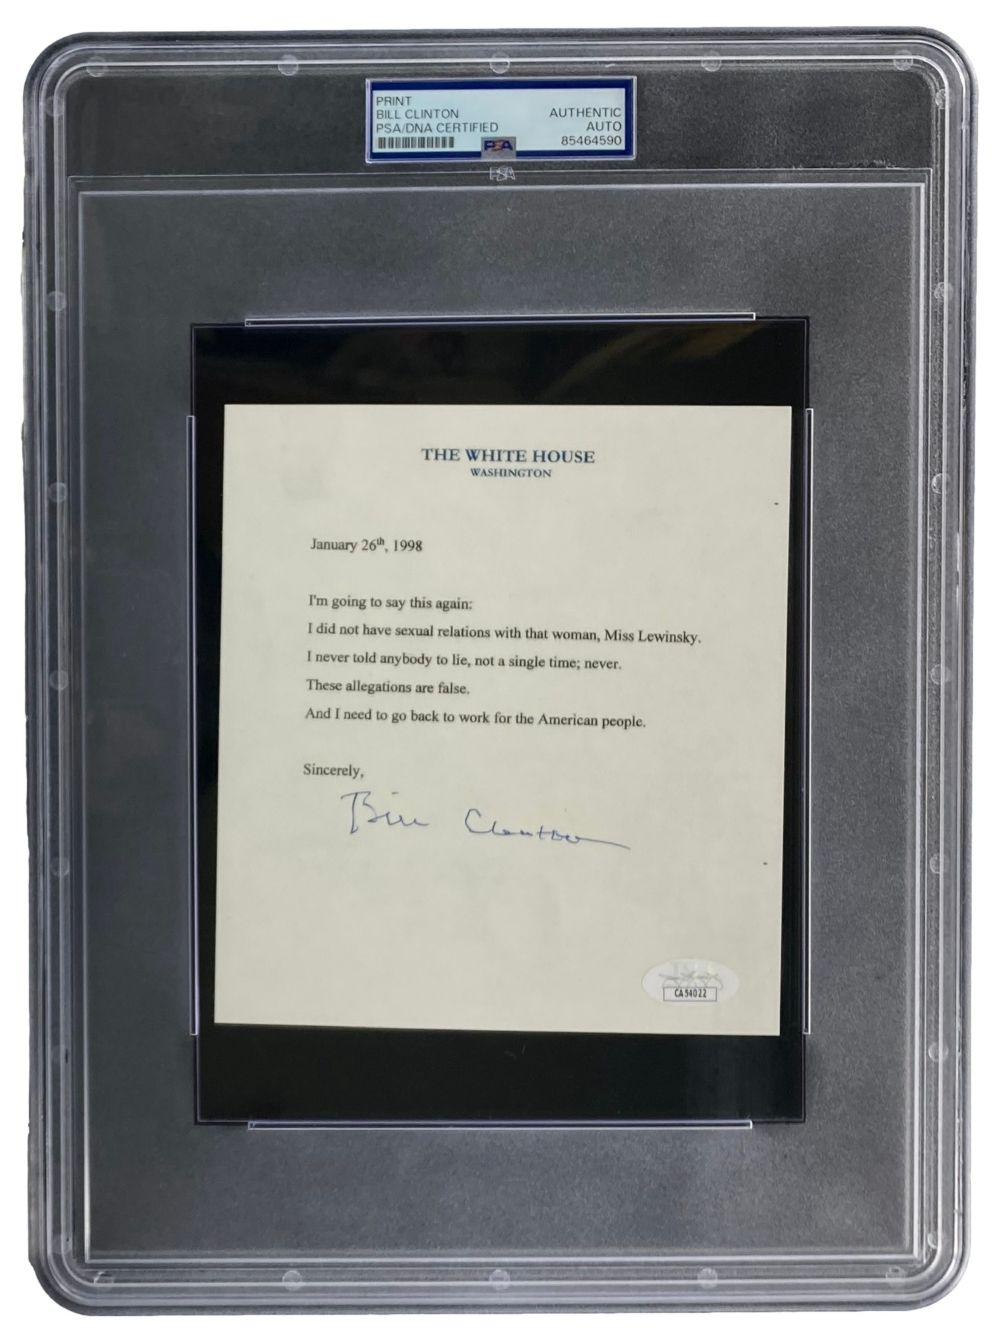 PRINT
BILL CLINTON
PSA/DNA CERTIFIED
AUTHENTIC
AUTO
85464590
PSA
PSA
THE WHITE HOUSE
WASHINGTON
January 26th, 1998
I'm going to say this again:
I did not have sexual relations with that woman, Miss Lewinsky.
I never told anybody to lie, not a single time; never.
These allegations are false.
And I need to go back to work for the American people.
Sincerely,
Bill Clinton
CA54022